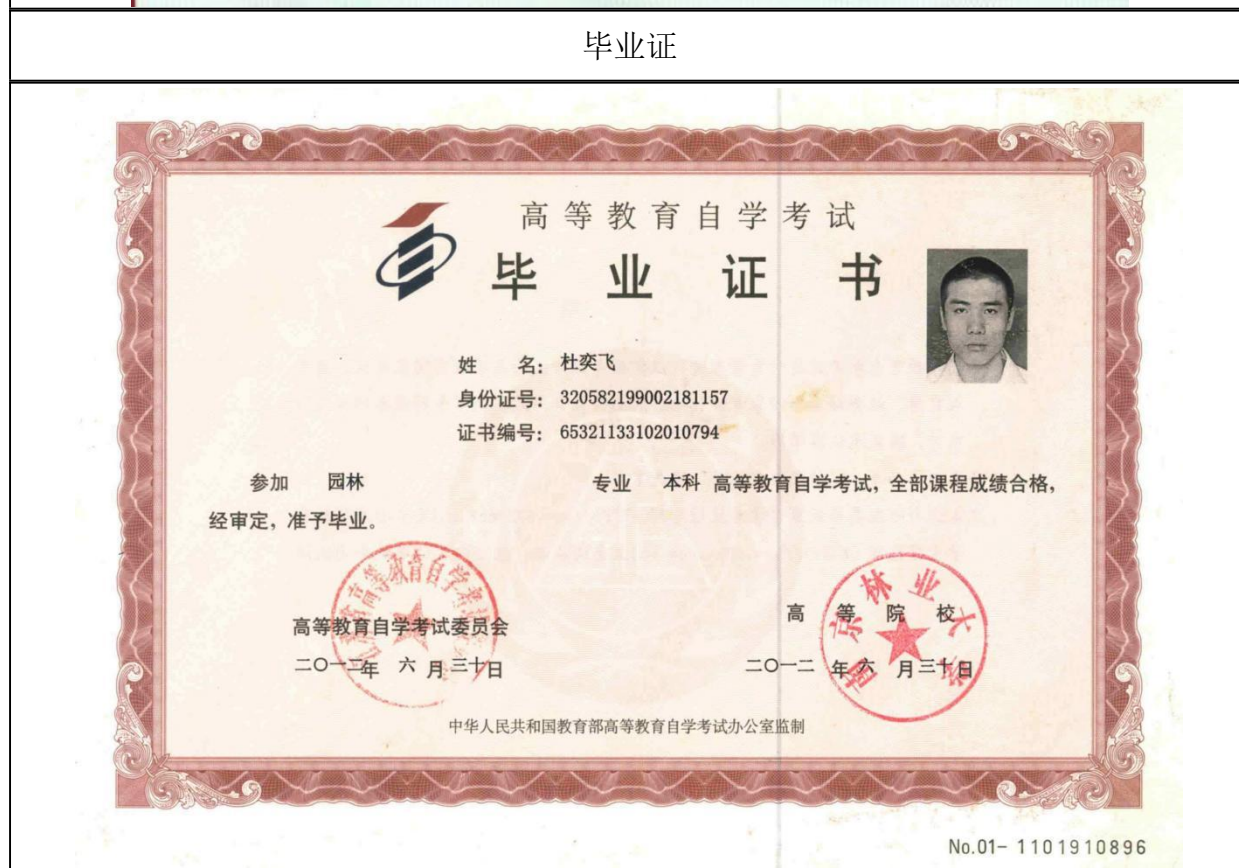 毕业证
高等教育自学考试
毕业证书
姓 名：杜奕飞
身份证号：320582199002181157
证书编号：65321133102010794
参加 园林 专业 本科 高等教育自学考试，全部课程成绩合格，
经审定，准予毕业。
高等教育自学考试委员会
二〇一二年 六 月三十日
高 等 院 校
南京林业大学
二〇一二 年六 月三十日
中华人民共和国教育部高等教育自学考试办公室监制
No.01- 1101910896